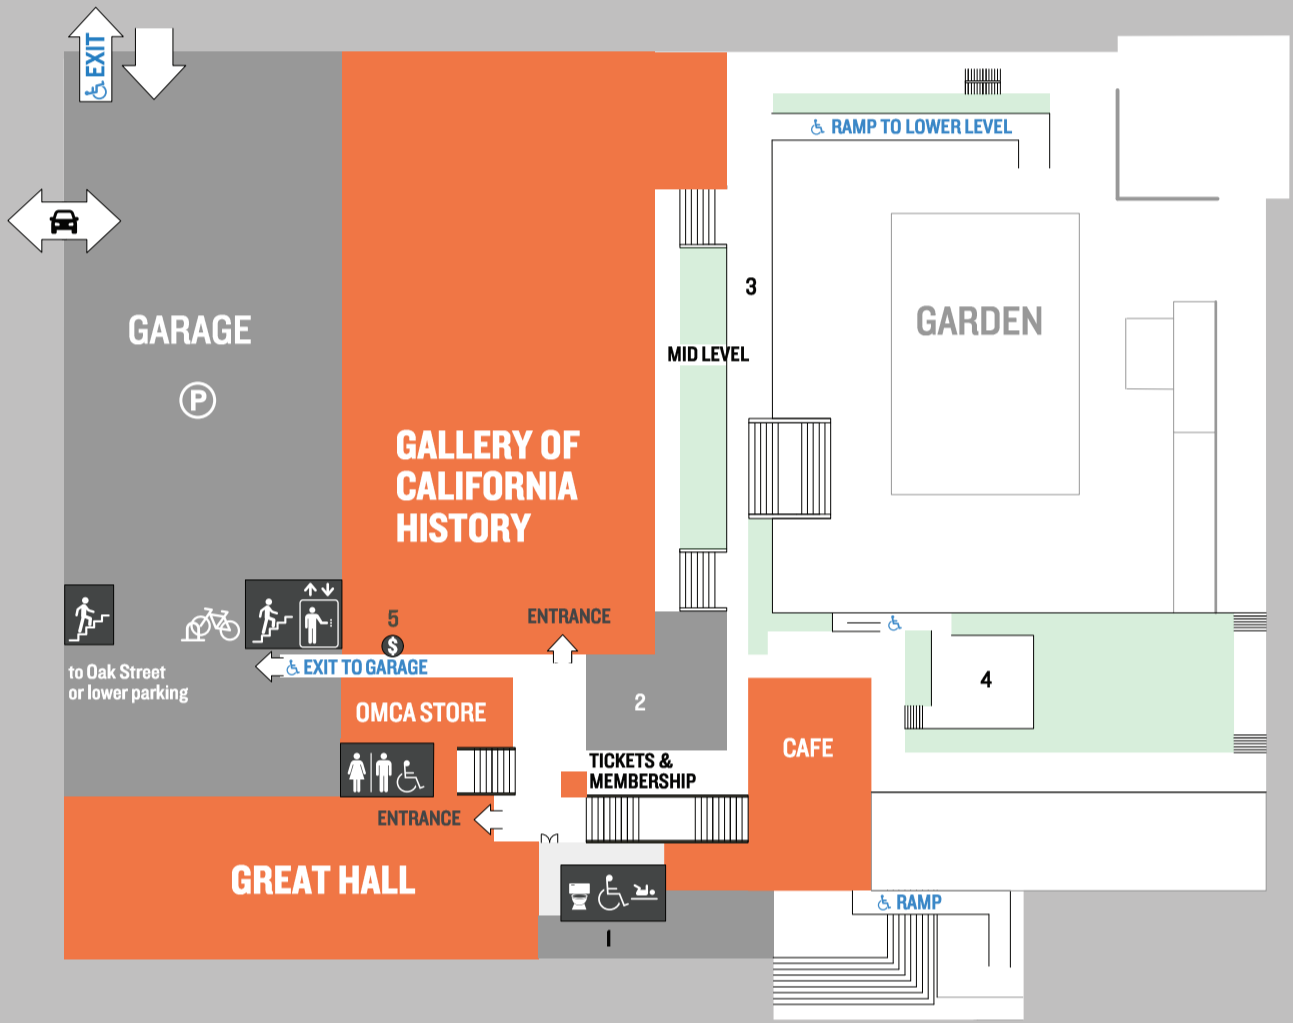 EXIT
RAMP TO LOWER LEVEL
3
GARAGE
GARDEN
P
MID LEVEL
GALLERY OF
CALIFORNIA
HISTORY
5
$
ENTRANCE
to Oak Street
or lower parking
EXIT TO GARAGE
4
2
OMCA STORE
CAFE
TICKETS &
MEMBERSHIP
ENTRANCE
GREAT HALL
RAMP
1